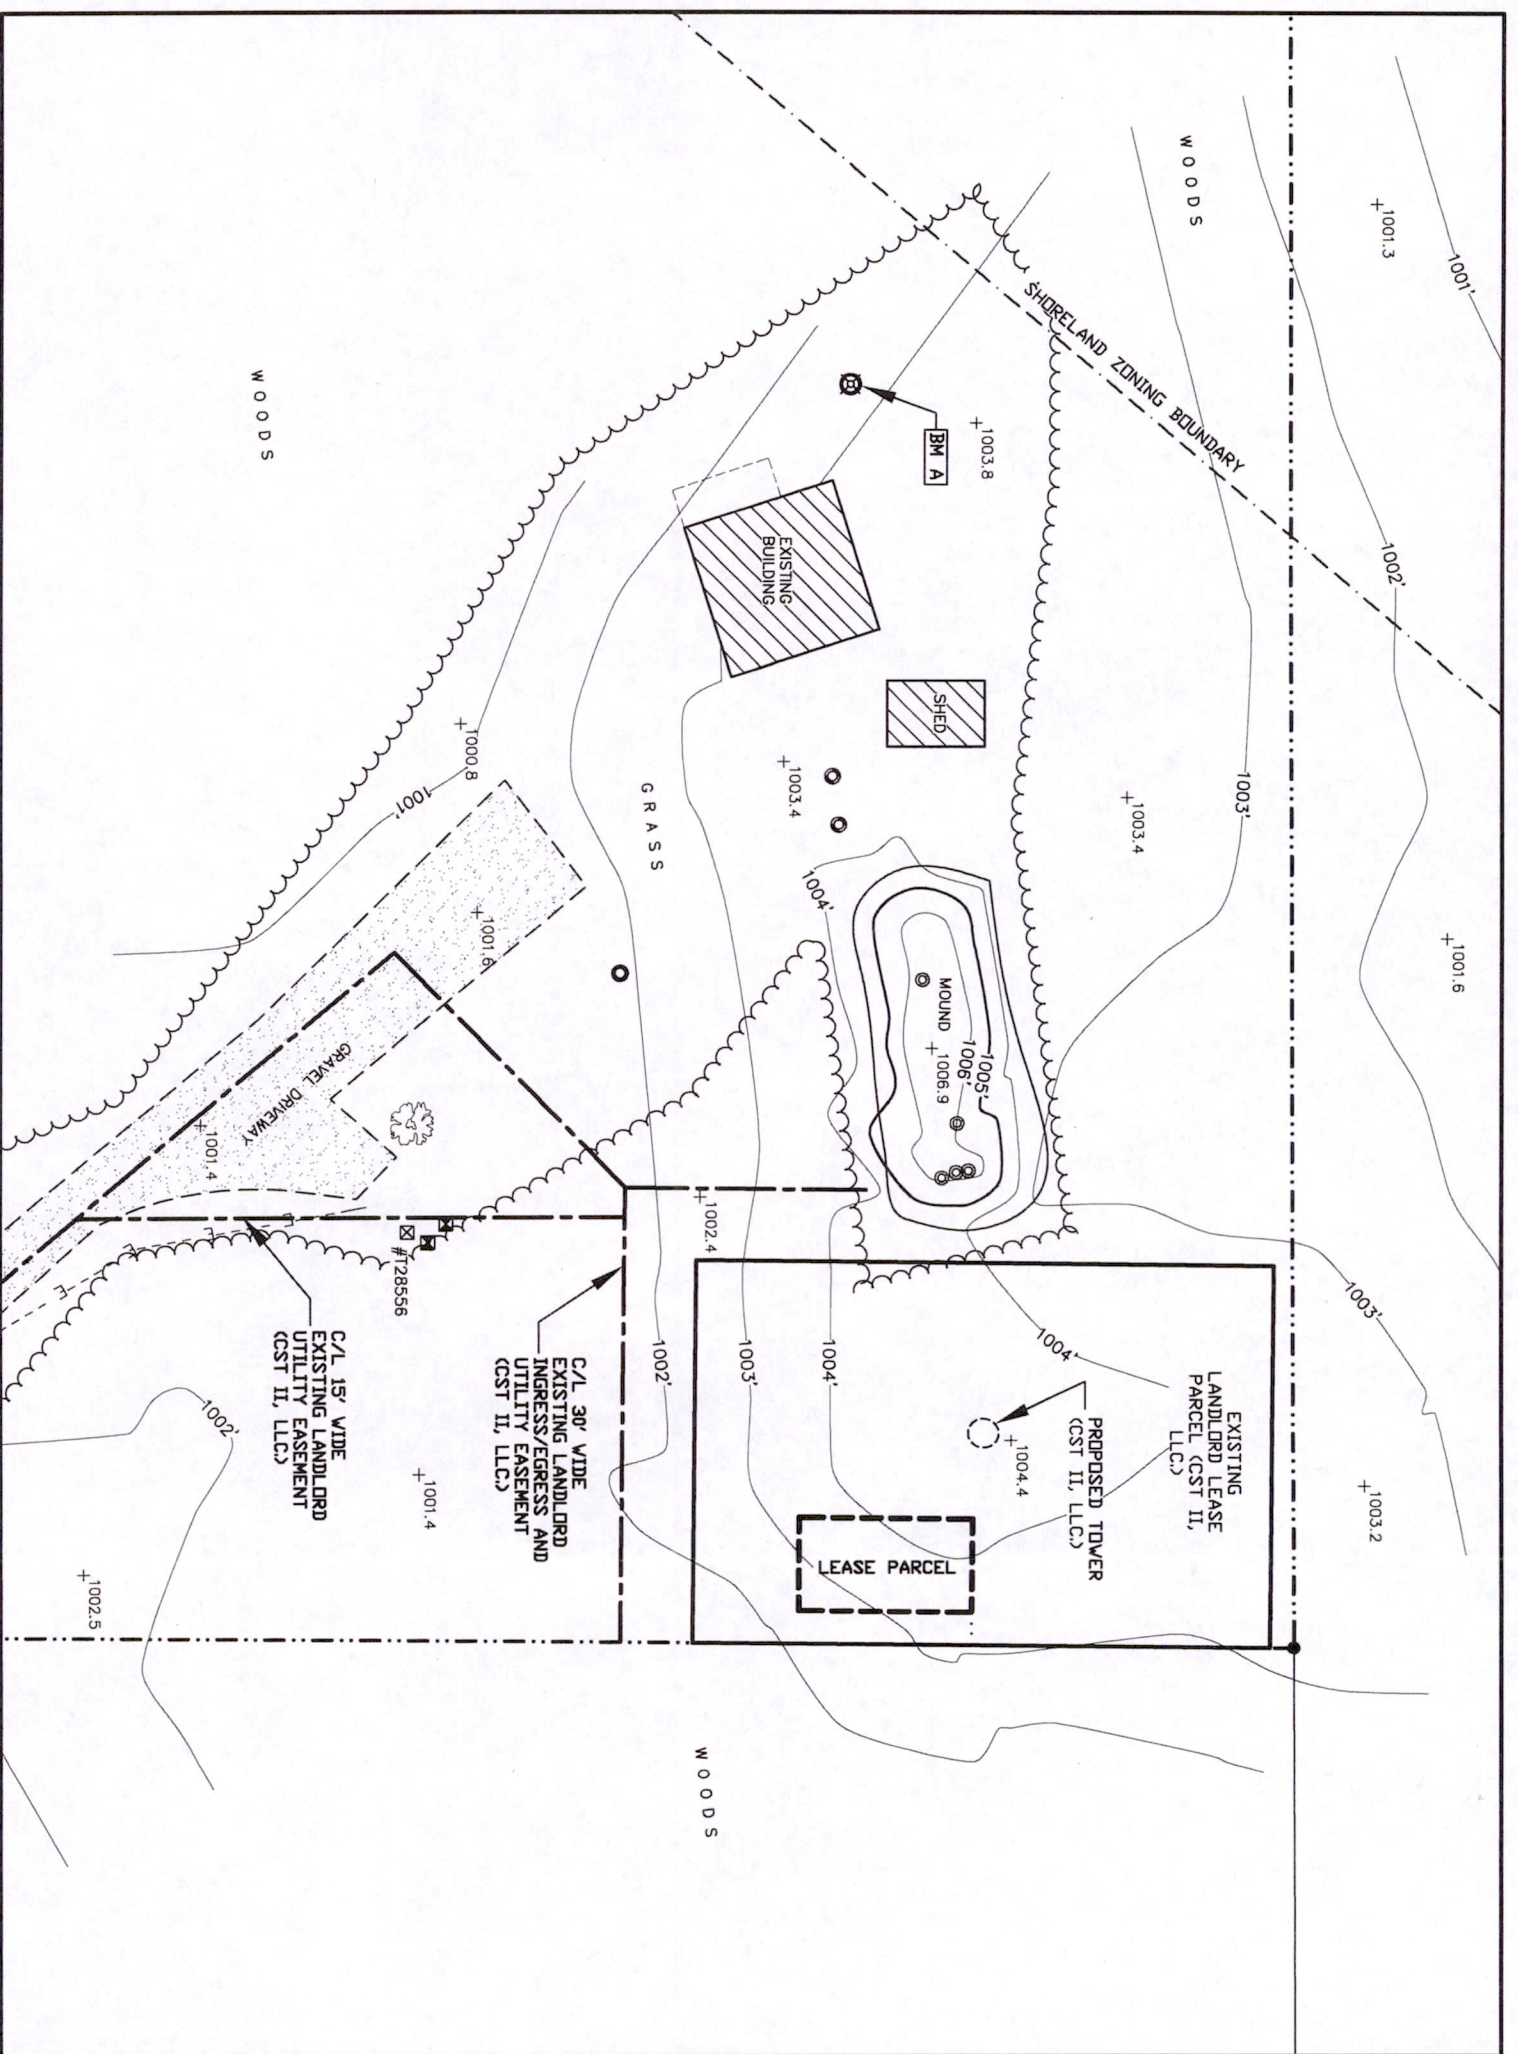 WOODS
1001.3
1001'
SHORELAND ZONING BOUNDARY
WOODS
BM A
1003.8
1002'
EXISTING
BUILDING
SHED
1000.8
1001'
GRASS
1003.4
1003.4
1003'
1004'
1001.6
1001.6
MOUND
1006.9
1006'
1005'
GRAVEL DRIVEWAY
1001.4
1002.4
#T28556
C/L 15' WIDE
EXISTING LANDLORD
UTILITY EASEMENT
(CST II, LLC.)
C/L 30' WIDE
EXISTING LANDLORD
INGRESS/EGRESS AND
UTILITY EASEMENT
(CST II, LLC.)
1002'
1003'
1004'
1004'
1003'
EXISTING
LANDLORD LEASE
PARCEL (CST II,
LLC.)
PROPOSED TOWER
(CST II, LLC.)
1004.4
1003.2
1002'
1001.4
1002.5
LEASE PARCEL
WOODS